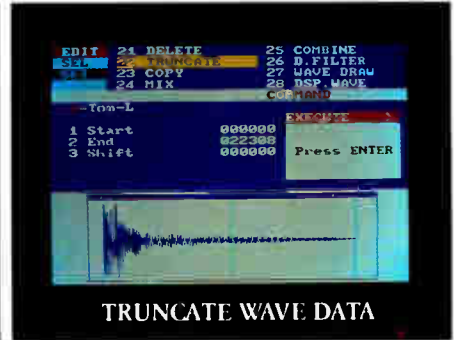 EDIT 21 DELETE 25 COMBINE
SEL 22 TRUNCATE 26 D.FILTER
23 COPY 27 WAVE DRAW
24 MIX 28 DSP.WAVE
COMMAND
-Tom-L
EXECUTE
1 Start 000000
2 End 022308
3 Shift 000000
Press ENTER
TRUNCATE WAVE DATA